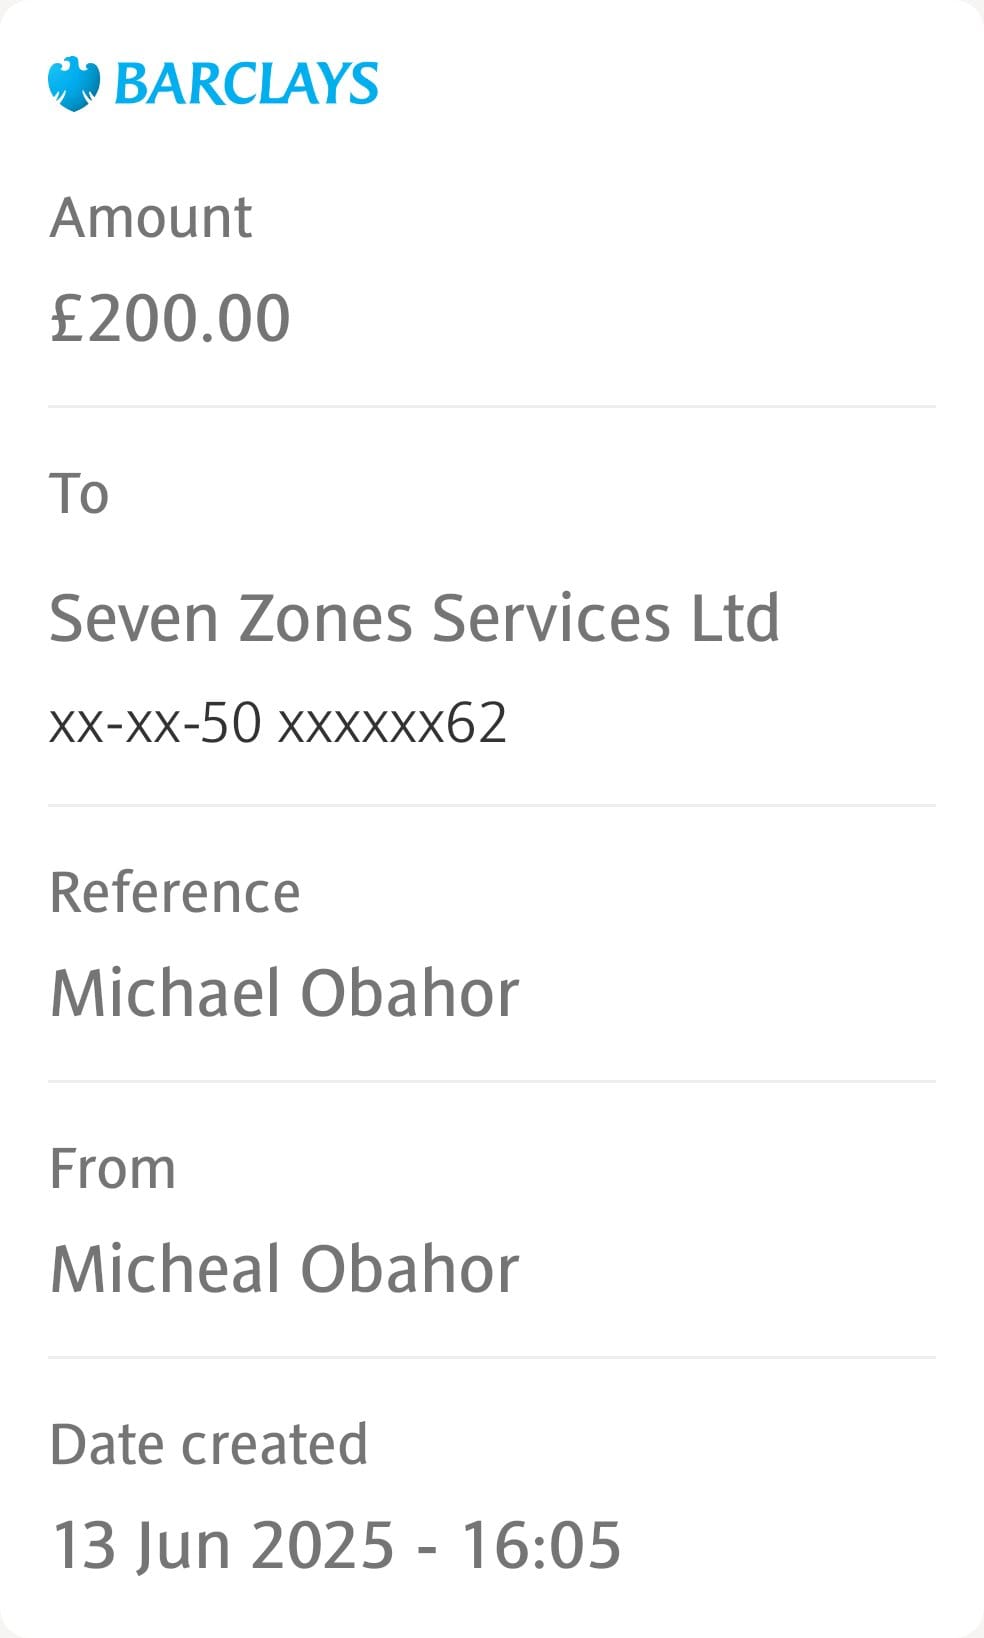 BARCLAYS
Amount
£200.00
To
Seven Zones Services Ltd
xx-xx-50 xxxxxx62
Reference
Michael Obahor
From
Micheal Obahor
Date created
13 Jun 2025 - 16:05